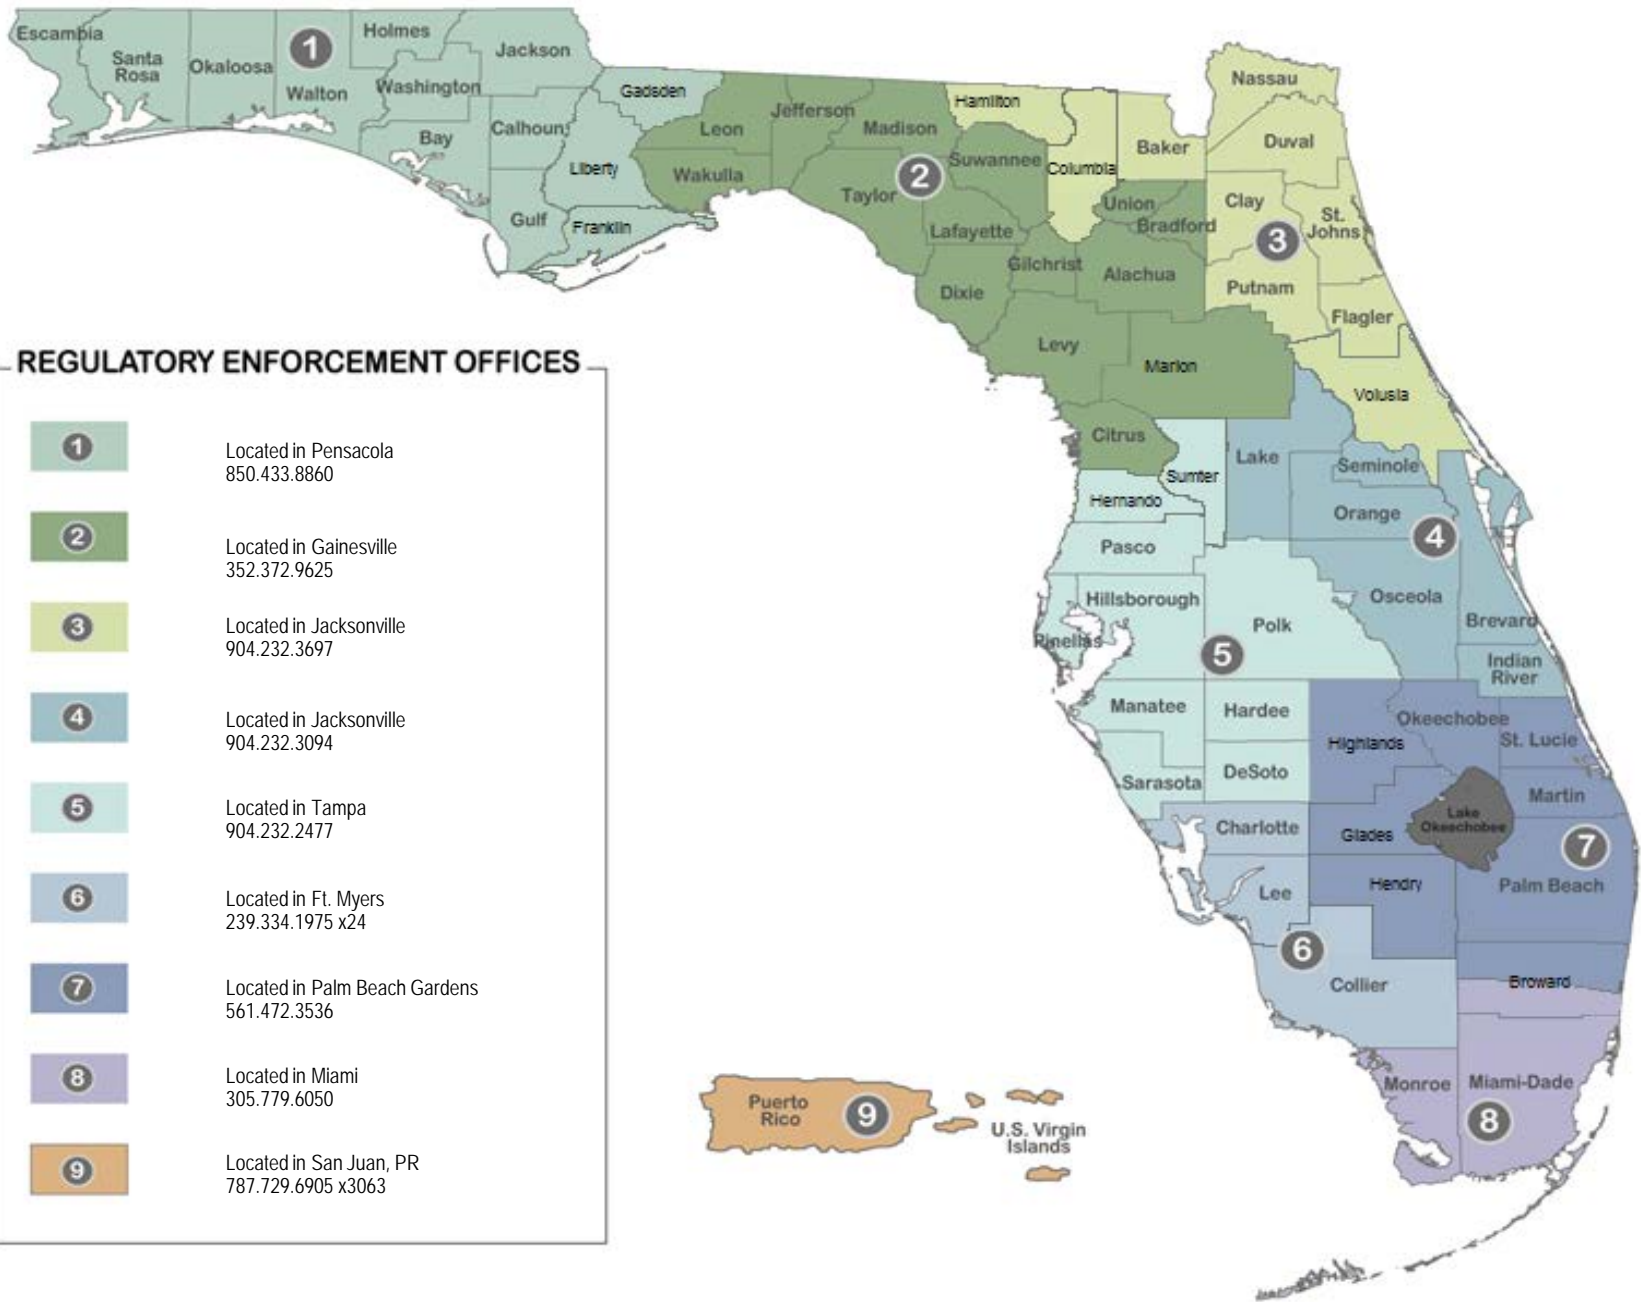 Escambia
Santa
Rosa
Okaloosa
1
Walton
Holmes
Washington
Jackson
Bay
Calhoun
Gulf
Gadsden
Liberty
Franklin
Leon
Wakulla
Jefferson
Madison
Taylor
2
Suwannee
Lafayette
Dixie
Gilchrist
Hamilton
Columbia
Baker
Union
Bradford
Alachua
Levy
Marion
Citrus
Nassau
Duval
Clay
St.
Johns
3
Putnam
Flagler
Volusia
Sumter
Hernando
Pasco
Lake
Seminole
Orange
4
Osceola
Brevard
Indian
River
Hillsborough
Pinellas
Polk
5
Manatee
Hardee
Sarasota
DeSoto
Highlands
Okeechobee
St. Lucie
Martin
Lake
Okeechobee
Charlotte
Glades
7
Lee
Hendry
Palm Beach
6
Collier
Broward
Monroe
Miami-Dade
8
Puerto
Rico
9
U.S. Virgin
Islands
REGULATORY ENFORCEMENT OFFICES
1
Located in Pensacola
850.433.8860
2
Located in Gainesville
352.372.9625
3
Located in Jacksonville
904.232.3697
4
Located in Jacksonville
904.232.3094
5
Located in Tampa
904.232.2477
6
Located in Ft. Myers
239.334.1975 x24
7
Located in Palm Beach Gardens
561.472.3536
8
Located in Miami
305.779.6050
9
Located in San Juan, PR
787.729.6905 x3063